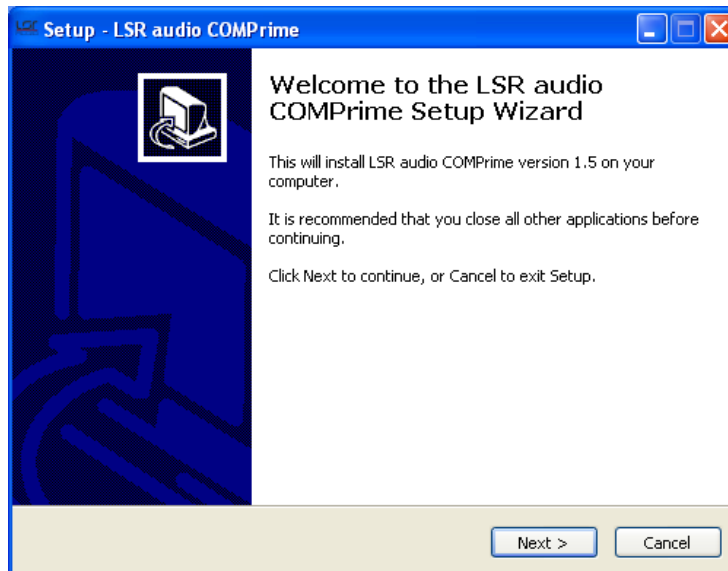 Setup - LSR audio COMPrime
Welcome to the LSR audio
COMPrime Setup Wizard
This will install LSR audio COMPrime version 1.5 on your
computer.
It is recommended that you close all other applications before
continuing.
Click Next to continue, or Cancel to exit Setup.
Next >
Cancel